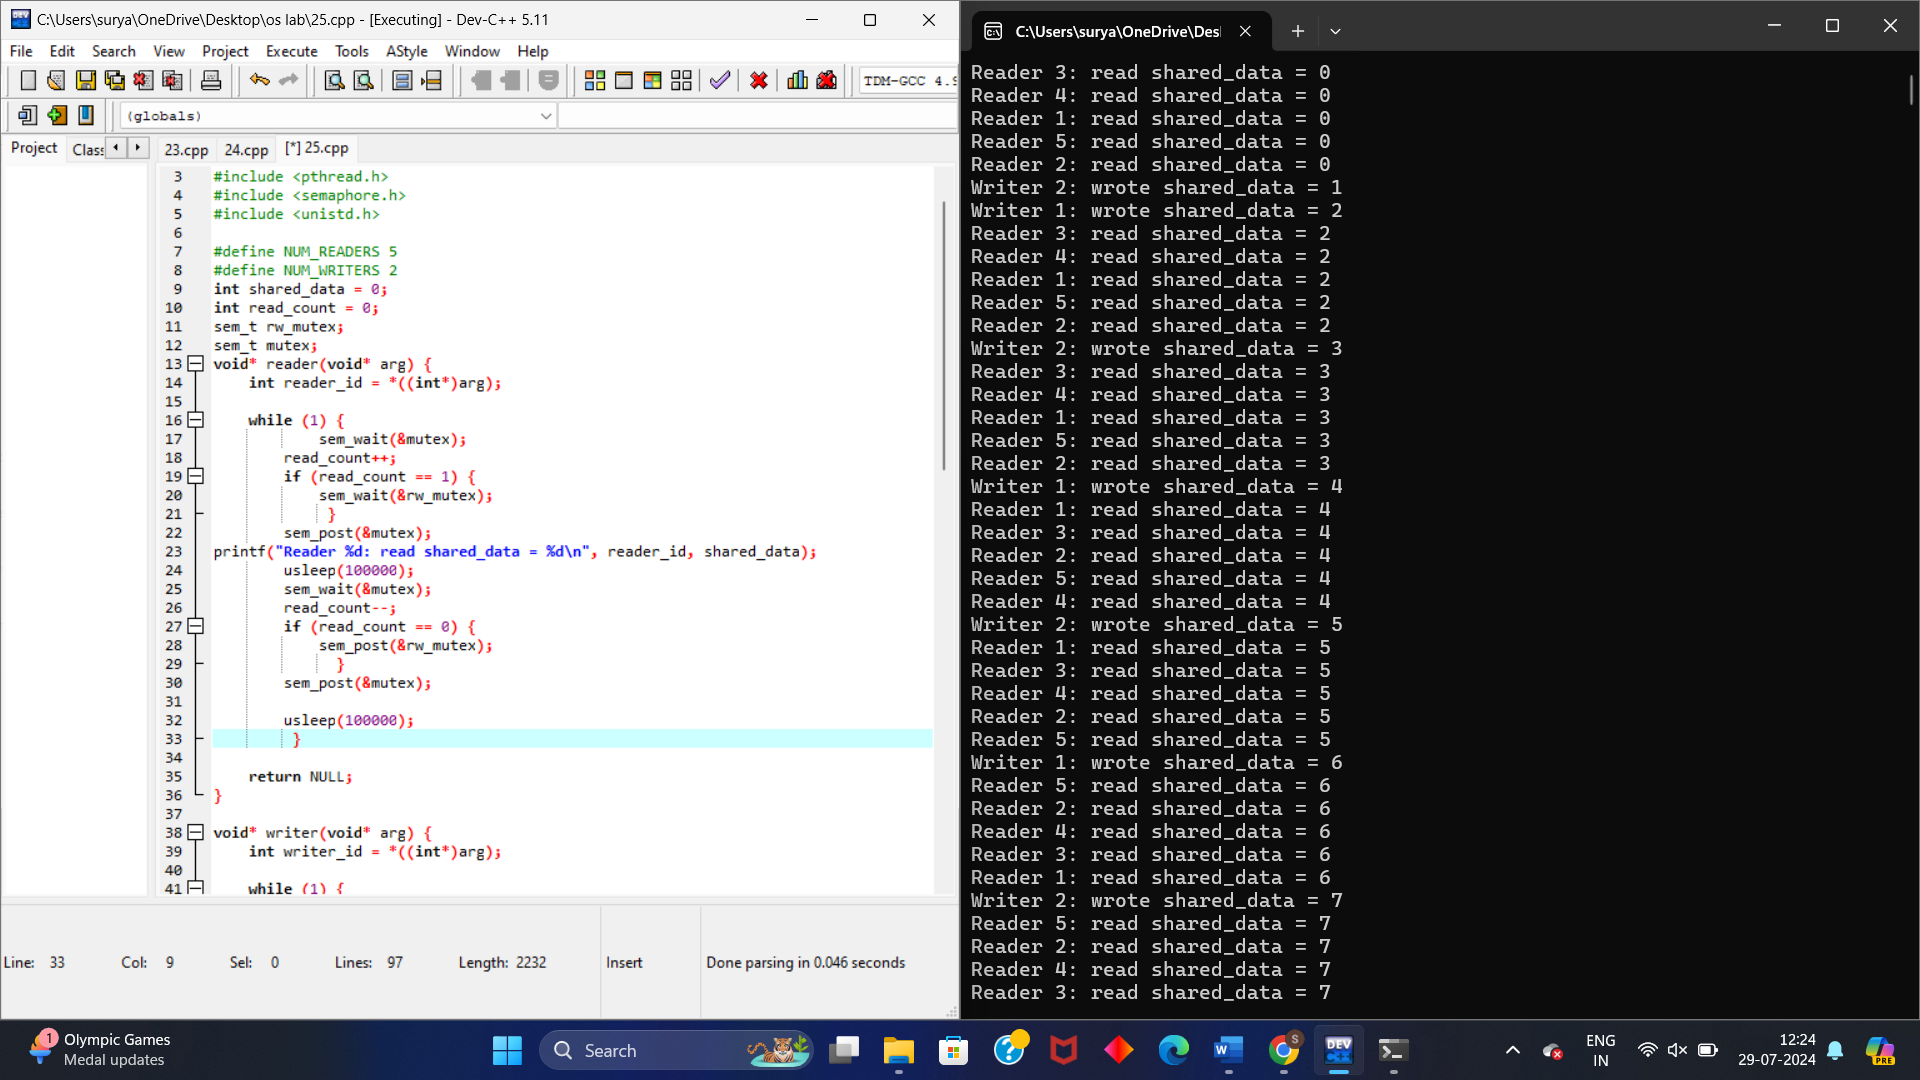 C:\Users\surya\OneDrive\Desktop\os lab\25.cpp - [Executing] - Dev-C++ 5.11
File Edit Search View Project Execute Tools AStyle Window Help
TDM-GCC 4.9
(globals)
Project Class 23.cpp 24.cpp [*] 25.cpp
3 #include <pthread.h>
4 #include <semaphore.h>
5 #include <unistd.h>
6
7 #define NUM_READERS 5
8 #define NUM_WRITERS 2
9 int shared_data = 0;
10 int read_count = 0;
11 sem_t rw_mutex;
12 sem_t mutex;
13 void* reader(void* arg) {
14 int reader_id = *((int*)arg);
15
16 while (1) {
17 sem_wait(&mutex);
18 read_count++;
19 if (read_count == 1) {
20 sem_wait(&rw_mutex);
21 }
22 sem_post(&mutex);
23 printf("Reader %d: read shared_data = %d\n", reader_id, shared_data);
24 usleep(100000);
25 sem_wait(&mutex);
26 read_count--;
27 if (read_count == 0) {
28 sem_post(&rw_mutex);
29 }
30 sem_post(&mutex);
31
32 usleep(100000);
33 }
34
35 return NULL;
36 }
37
38 void* writer(void* arg) {
39 int writer_id = *((int*)arg);
40
41 while (1) {
Line: 33 Col: 9 Sel: 0 Lines: 97 Length: 2232 Insert Done parsing in 0.046 seconds
C:\Users\surya\OneDrive\Des
Reader 3: read shared_data = 0
Reader 4: read shared_data = 0
Reader 1: read shared_data = 0
Reader 5: read shared_data = 0
Reader 2: read shared_data = 0
Writer 2: wrote shared_data = 1
Writer 1: wrote shared_data = 2
Reader 3: read shared_data = 2
Reader 4: read shared_data = 2
Reader 1: read shared_data = 2
Reader 5: read shared_data = 2
Reader 2: read shared_data = 2
Writer 2: wrote shared_data = 3
Reader 3: read shared_data = 3
Reader 4: read shared_data = 3
Reader 1: read shared_data = 3
Reader 5: read shared_data = 3
Reader 2: read shared_data = 3
Writer 1: wrote shared_data = 4
Reader 1: read shared_data = 4
Reader 3: read shared_data = 4
Reader 2: read shared_data = 4
Reader 5: read shared_data = 4
Reader 4: read shared_data = 4
Writer 2: wrote shared_data = 5
Reader 1: read shared_data = 5
Reader 3: read shared_data = 5
Reader 4: read shared_data = 5
Reader 2: read shared_data = 5
Reader 5: read shared_data = 5
Writer 1: wrote shared_data = 6
Reader 5: read shared_data = 6
Reader 2: read shared_data = 6
Reader 4: read shared_data = 6
Reader 3: read shared_data = 6
Reader 1: read shared_data = 6
Writer 2: wrote shared_data = 7
Reader 5: read shared_data = 7
Reader 2: read shared_data = 7
Reader 4: read shared_data = 7
Reader 3: read shared_data = 7
1 Olympic Games
Medal updates
Search
DEV C++
ENG
IN
12:24
29-07-2024
PRE